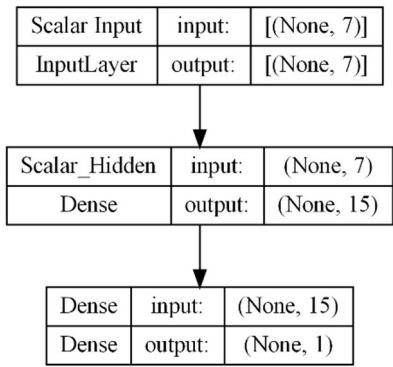 Scalar Input input: [(None, 7)]
InputLayer output: [(None, 7)]
Scalar_Hidden input: (None, 7)
Dense output: (None, 15)
Dense input: (None, 15)
Dense output: (None, 1)